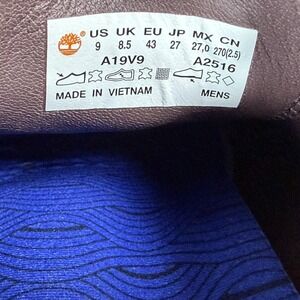 US UK EU JP MX CN
9 8.5 43 27 27,0 270(2.5)
A19V9 A2516
MADE IN VIETNAM MENS